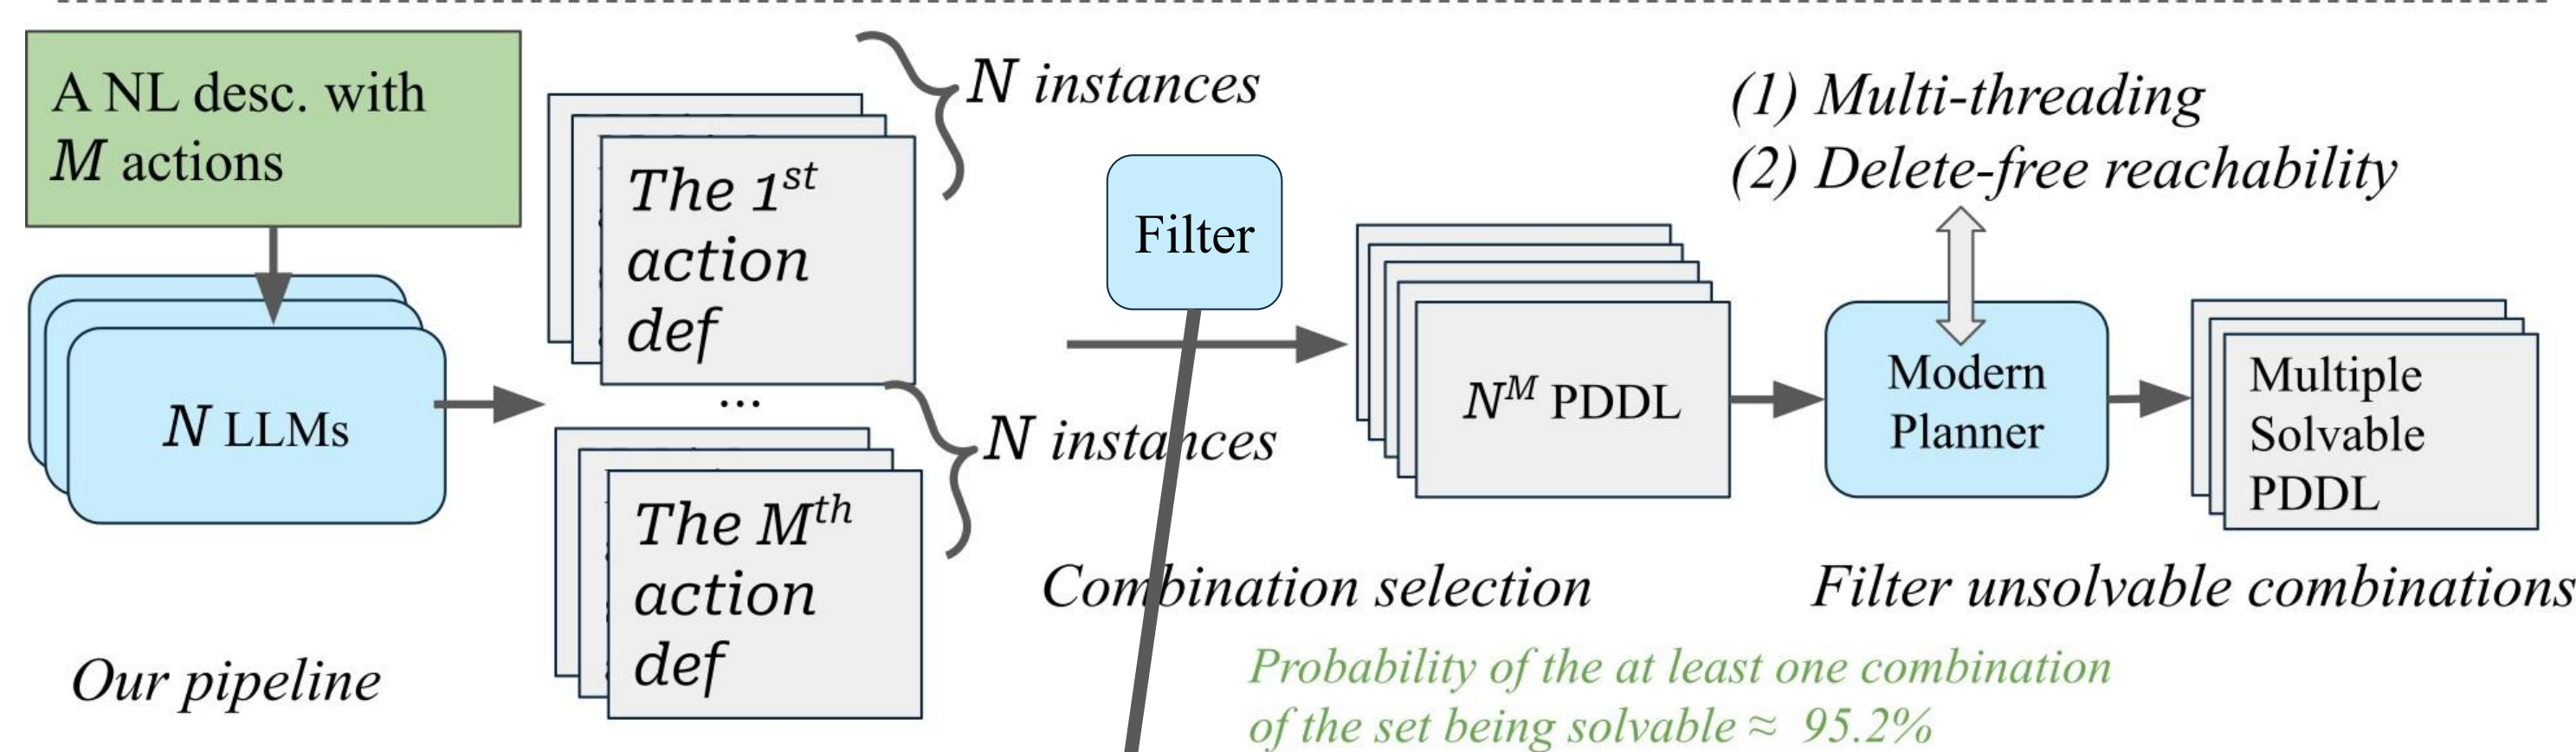 A NL desc. with
M actions
N LLMs
Our pipeline
N instances
The 1st
action
def
...
N instances
The Mth
action
def
Filter
Combination selection
N^M PDDL
(1) Multi-threading
(2) Delete-free reachability
Modern
Planner
Multiple
Solvable
PDDL
Filter unsolvable combinations
Probability of the at least one combination
of the set being solvable ≈ 95.2%